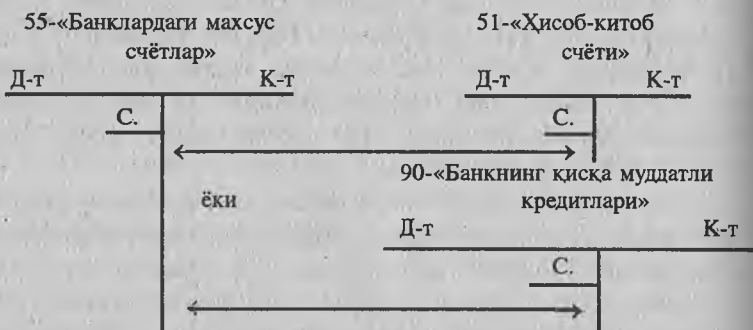 55-«Банклардаги махсус
счётлар»
Д-т К-т
С.
51-«Ҳисоб-китоб
счёти»
Д-т К-т
С.
ёки
90-«Банкнинг қисқа муддатли
кредитлари»
Д-т К-т
С.